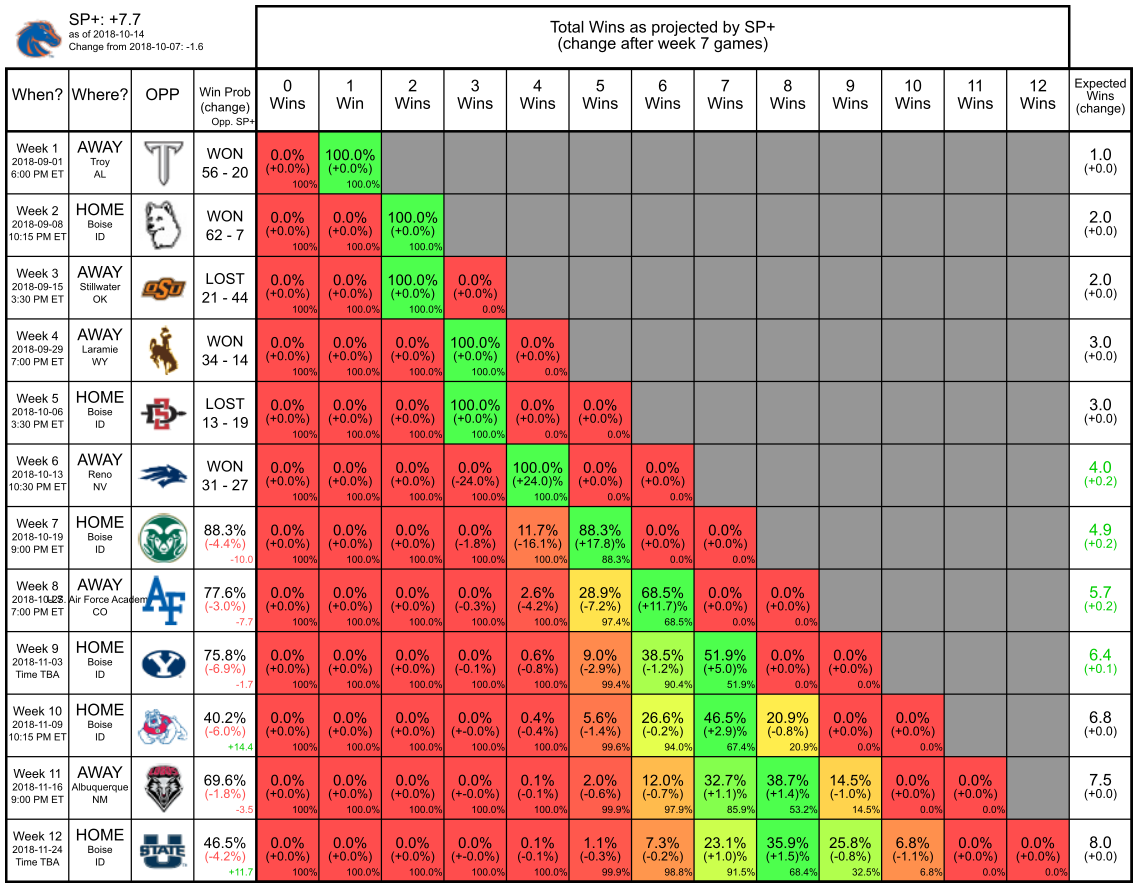 SP+: +7.7
as of 2018-10-14
Change from 2018-10-07: -1.6
Total Wins as projected by SP+
(change after week 7 games)
When? Where? OPP Win Prob (change) Opp. SP+ 0 Wins 1 Win 2 Wins 3 Wins 4 Wins 5 Wins 6 Wins 7 Wins 8 Wins 9 Wins 10 Wins 11 Wins 12 Wins Expected Wins (change)
Week 1 AWAY WON 0.0% 100.0% 1.0
2018-09-01 Troy 56 - 20 (+0.0%) (+0.0%) (+0.0)
6:00 PM ET AL T 100% 100.0%
Week 2 HOME WON 0.0% 0.0% 100.0% 2.0
2018-09-08 Boise 62 - 7 (+0.0%) (+0.0%) (+0.0%) (+0.0)
10:15 PM ET ID 100% 100.0% 100.0%
Week 3 AWAY LOST 0.0% 0.0% 100.0% 0.0% 2.0
2018-09-15 Stillwater OSU 21 - 44 (+0.0%) (+0.0%) (+0.0%) (+0.0%) (+0.0)
3:30 PM ET OK 100% 100.0% 100.0% 0.0%
Week 4 AWAY WON 0.0% 0.0% 0.0% 100.0% 0.0% 3.0
2018-09-29 Laramie 34 - 14 (+0.0%) (+0.0%) (+0.0%) (+0.0%) (+0.0%) (+0.0)
7:00 PM ET WY 100% 100.0% 100.0% 100.0% 0.0%
Week 5 HOME LOST 0.0% 0.0% 0.0% 100.0% 0.0% 0.0% 3.0
2018-10-06 Boise SD 13 - 19 (+0.0%) (+0.0%) (+0.0%) (+0.0%) (+0.0%) (+0.0%) (+0.0)
3:30 PM ET ID 100% 100.0% 100.0% 100.0% 0.0% 0.0%
Week 6 AWAY WON 0.0% 0.0% 0.0% 0.0% 100.0% 0.0% 0.0% 4.0
2018-10-13 Reno 31 - 27 (+0.0%) (+0.0%) (+0.0%) (-24.0%) (+24.0)% (+0.0%) (+0.0%) (+0.2)
10:30 PM ET NV 100% 100.0% 100.0% 100.0% 100.0% 0.0% 0.0%
Week 7 HOME 88.3% 0.0% 0.0% 0.0% 0.0% 11.7% 88.3% 0.0% 0.0% 4.9
2018-10-19 Boise (-4.4%) (+0.0%) (+0.0%) (+0.0%) (-1.8%) (-16.1%) (+17.8)% (+0.0%) (+0.0%) (+0.2)
9:00 PM ET ID -10.0 100% 100.0% 100.0% 100.0% 100.0% 88.3% 0.0% 0.0%
Week 8 AWAY AF 77.6% 0.0% 0.0% 0.0% 0.0% 2.6% 28.9% 68.5% 0.0% 0.0% 5.7
2018-10-27 U.S. Air Force Academy (-3.0%) (+0.0%) (+0.0%) (+0.0%) (-0.3%) (-4.2%) (-7.2%) (+11.7)% (+0.0%) (+0.0%) (+0.2)
7:00 PM ET CO -7.7 100% 100.0% 100.0% 100.0% 100.0% 97.4% 68.5% 0.0% 0.0%
Week 9 HOME 75.8% 0.0% 0.0% 0.0% 0.0% 0.6% 9.0% 38.5% 51.9% 0.0% 0.0% 6.4
2018-11-03 Boise Y (-6.9%) (+0.0%) (+0.0%) (+0.0%) (-0.1%) (-0.8%) (-2.9%) (-1.2%) (+5.0)% (+0.0%) (+0.0%) (+0.1)
Time TBA ID -1.7 100% 100.0% 100.0% 100.0% 100.0% 99.4% 90.4% 51.9% 0.0% 0.0%
Week 10 HOME 40.2% 0.0% 0.0% 0.0% 0.0% 0.4% 5.6% 26.6% 46.5% 20.9% 0.0% 0.0% 6.8
2018-11-09 Boise (-6.0%) (+0.0%) (+0.0%) (+0.0%) (+-0.0%) (-0.4%) (-1.4%) (-0.2%) (+2.9)% (-0.8%) (+0.0%) (+0.0%) (+0.0)
10:15 PM ET ID +14.4 100% 100.0% 100.0% 100.0% 100.0% 99.6% 94.0% 67.4% 20.9% 0.0% 0.0%
Week 11 AWAY 69.6% 0.0% 0.0% 0.0% 0.0% 0.1% 2.0% 12.0% 32.7% 38.7% 14.5% 0.0% 0.0% 7.5
2018-11-16 Albuquerque (-1.8%) (+0.0%) (+0.0%) (+0.0%) (+-0.0%) (-0.1%) (-0.6%) (-0.7%) (+1.1)% (+1.4)% (-1.0%) (+0.0%) (+0.0%) (+0.0)
9:00 PM ET NM -3.5 100% 100.0% 100.0% 100.0% 100.0% 99.9% 97.9% 85.9% 53.2% 14.5% 0.0% 0.0%
Week 12 HOME U 46.5% 0.0% 0.0% 0.0% 0.0% 0.1% 1.1% 7.3% 23.1% 35.9% 25.8% 6.8% 0.0% 0.0% 8.0
2018-11-24 Boise STATE (-4.2%) (+0.0%) (+0.0%) (+0.0%) (+-0.0%) (-0.1%) (-0.3%) (-0.2%) (+1.0)% (+1.5)% (-0.8%) (-1.1%) (+0.0%) (+0.0%) (+0.0)
Time TBA ID +11.7 100% 100.0% 100.0% 100.0% 100.0% 99.9% 98.8% 91.5% 68.4% 32.5% 6.8% 0.0% 0.0%